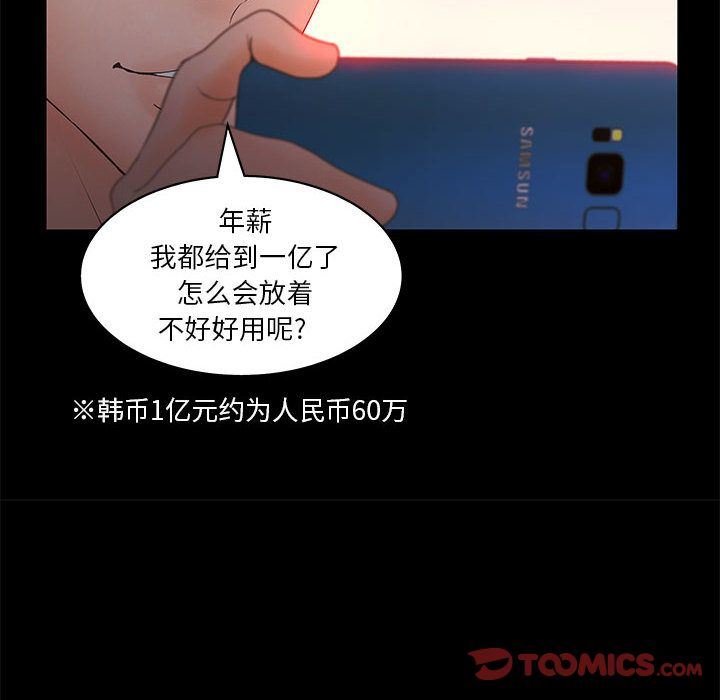 SAMSUN
年薪
我都给到一亿了
怎么会放着
不好好用呢?
※韩币1亿元约为人民币60万
TOOMICS.com